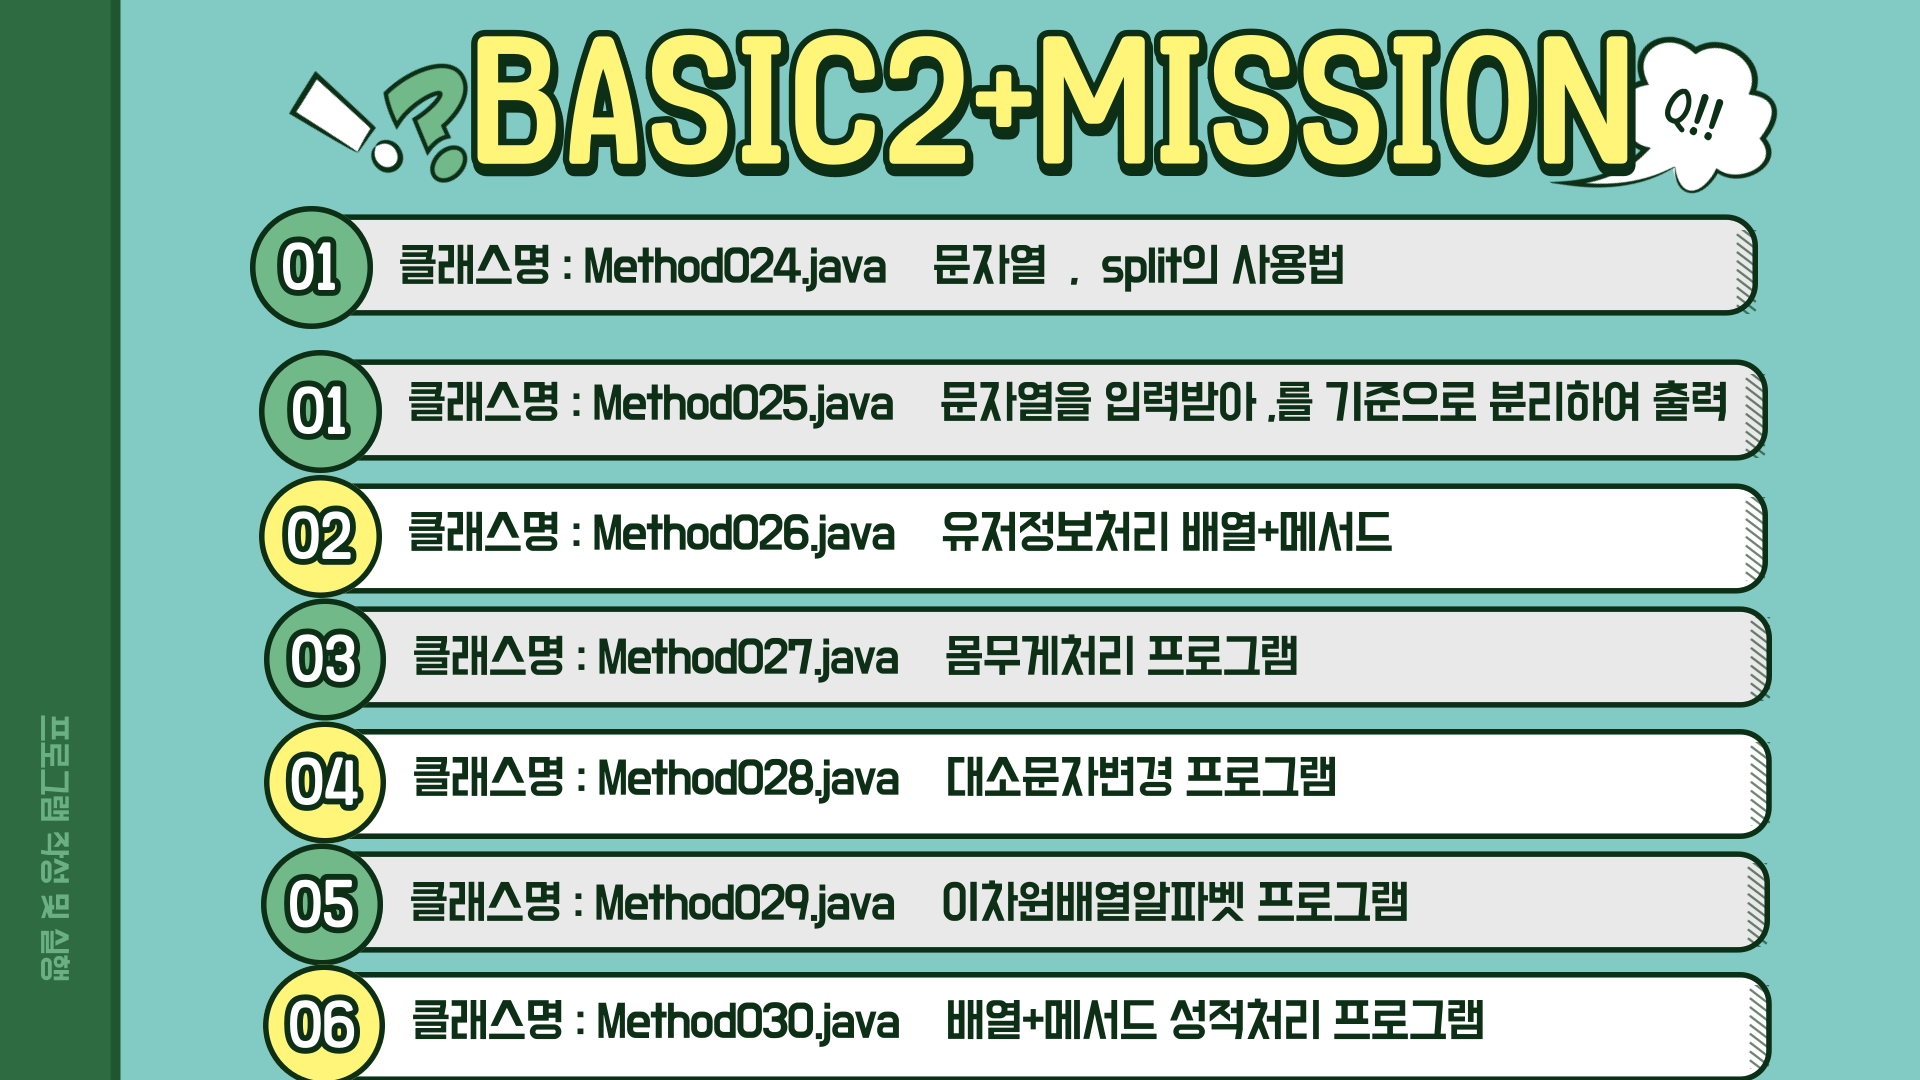 BASIC2+MISSION
Q!!
01 클래스명 : Method024.java 문자열 , split의 사용법
01 클래스명 : Method025.java 문자열을 입력받아 ,를 기준으로 분리하여 출력
02 클래스명 : Method026.java 유저정보처리 배열+메서드
03 클래스명 : Method027.java 몸무게처리 프로그램
04 클래스명 : Method028.java 대소문자변경 프로그램
05 클래스명 : Method029.java 이차원배열알파벳 프로그램
06 클래스명 : Method030.java 배열+메서드 성적처리 프로그램
프로그램 작성 및 실행